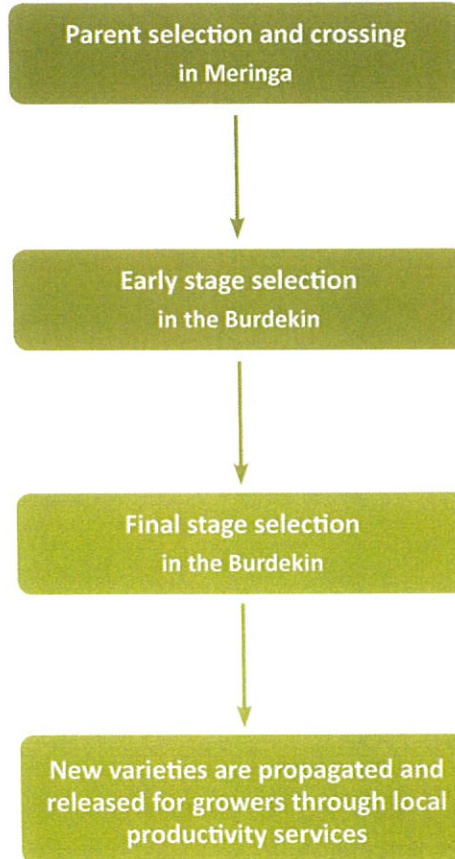 Parent selection and crossing
in Meringa
Early stage selection
in the Burdekin
Final stage selection
in the Burdekin
New varieties are propagated and
released for growers through local
productivity services